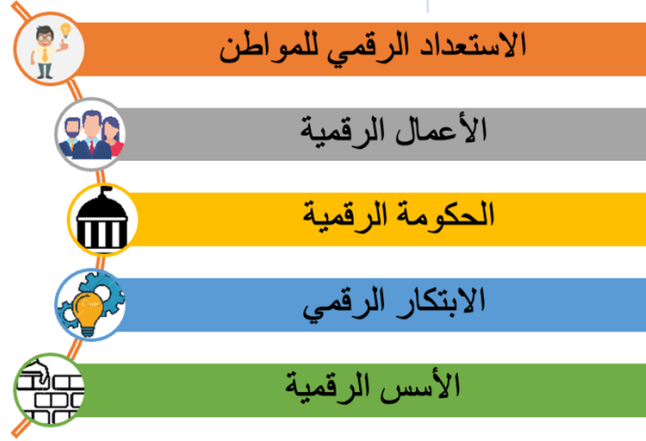 الاستعداد الرقمي للمواطن
الأعمال الرقمية
الحكومة الرقمية
الابتكار الرقمي
الأسس الرقمية